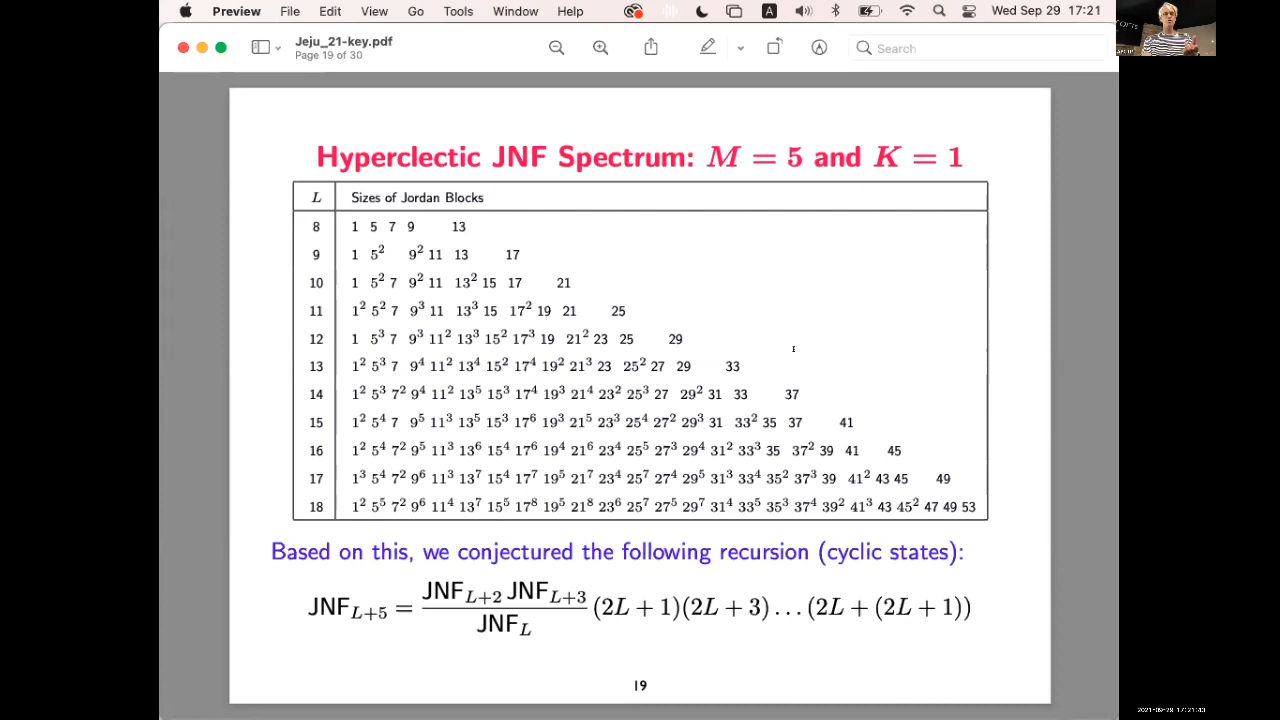 Preview File Edit View Go Tools Window Help A Wed Sep 29 17:21
Jeju_21-key.pdf
Page 19 of 30
Search
Hyperclectic JNF Spectrum: M = 5 and K = 1
L Sizes of Jordan Blocks
8 1 5 7 9 13
9 1 5² 9² 11 13 17
10 1 5² 7 9² 11 13² 15 17 21
11 1² 5² 7 9³ 11 13³ 15 17² 19 21 25
12 1 5³ 7 9³ 11² 13³ 15² 17³ 19 21² 23 25 29
13 1² 5³ 7 9⁴ 11² 13⁴ 15² 17⁴ 19² 21³ 23 25² 27 29 33
14 1² 5³ 7² 9⁴ 11² 13⁵ 15³ 17⁴ 19³ 21⁴ 23² 25³ 27 29² 31 33 37
15 1² 5⁴ 7 9⁵ 11³ 13⁵ 15³ 17⁶ 19³ 21⁵ 23³ 25⁴ 27² 29³ 31 33² 35 37 41
16 1² 5⁴ 7² 9⁵ 11³ 13⁶ 15⁴ 17⁶ 19⁴ 21⁶ 23⁴ 25⁵ 27³ 29⁴ 31² 33³ 35 37² 39 41 45
17 1³ 5⁴ 7² 9⁶ 11³ 13⁷ 15⁴ 17⁷ 19⁵ 21⁷ 23⁴ 25⁷ 27⁴ 29⁵ 31³ 33⁴ 35² 37³ 39 41² 43 45 49
18 1² 5⁵ 7² 9⁶ 11⁴ 13⁷ 15⁵ 17⁸ 19⁵ 21⁸ 23⁶ 25⁷ 27⁵ 29⁷ 31⁴ 33⁵ 35³ 37⁴ 39² 41³ 43 45² 47 49 53
Based on this, we conjectured the following recursion (cyclic states):
JNF_{L+5} = \frac{JNF_{L+2} JNF_{L+3}}{JNF_L} (2L + 1)(2L + 3) . . . (2L + (2L + 1))
19
2021-09-29 17:21:43